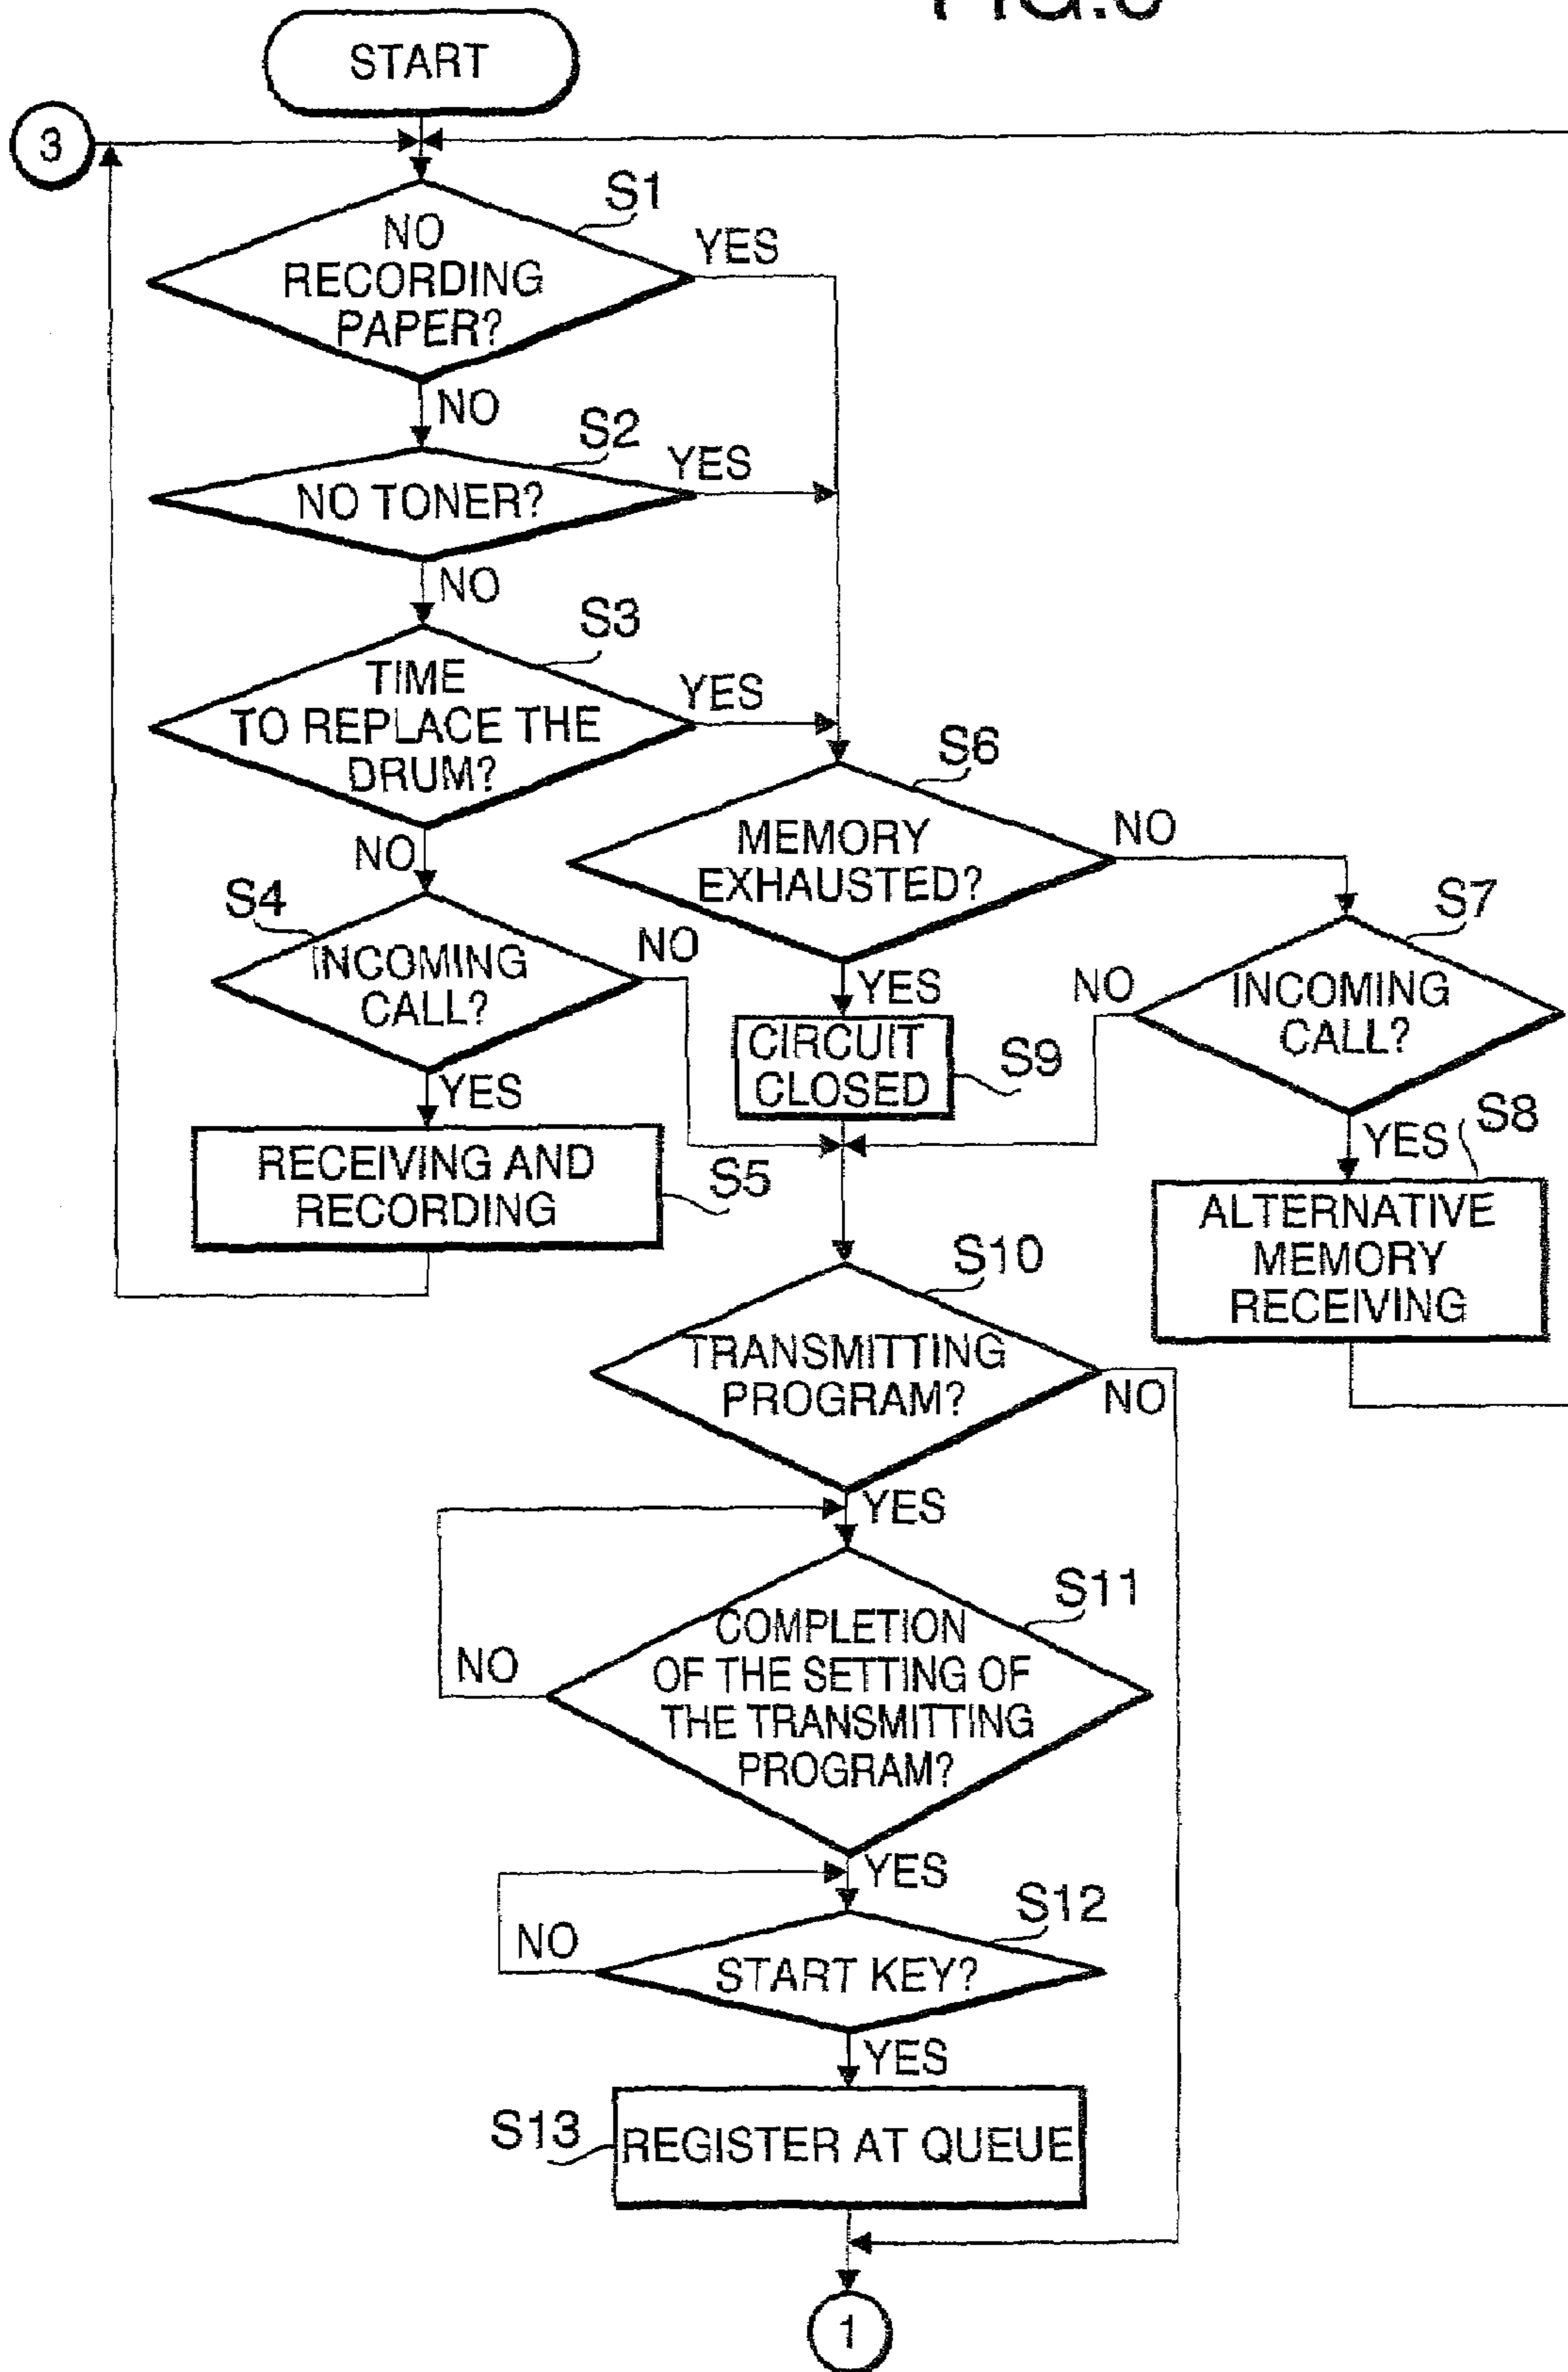 START
3
S1
NO
RECORDING
PAPER?
YES
NO
S2
YES
NO TONER?
NO
S3
TIME
TO REPLACE THE
DRUM?
YES
S6
NO
MEMORY
EXHAUSTED?
NO
S4
INCOMING
CALL?
NO
S7
YES
NO
INCOMING
CALL?
CIRCUIT
CLOSED
S9
YES
S8
YES
RECEIVING AND
RECORDING
S5
ALTERNATIVE
MEMORY
RECEIVING
S10
TRANSMITTING
PROGRAM?
NO
YES
S11
COMPLETION
OF THE SETTING OF
THE TRANSMITTING
PROGRAM?
NO
YES
S12
NO
START KEY?
YES
S13
REGISTER AT QUEUE
1